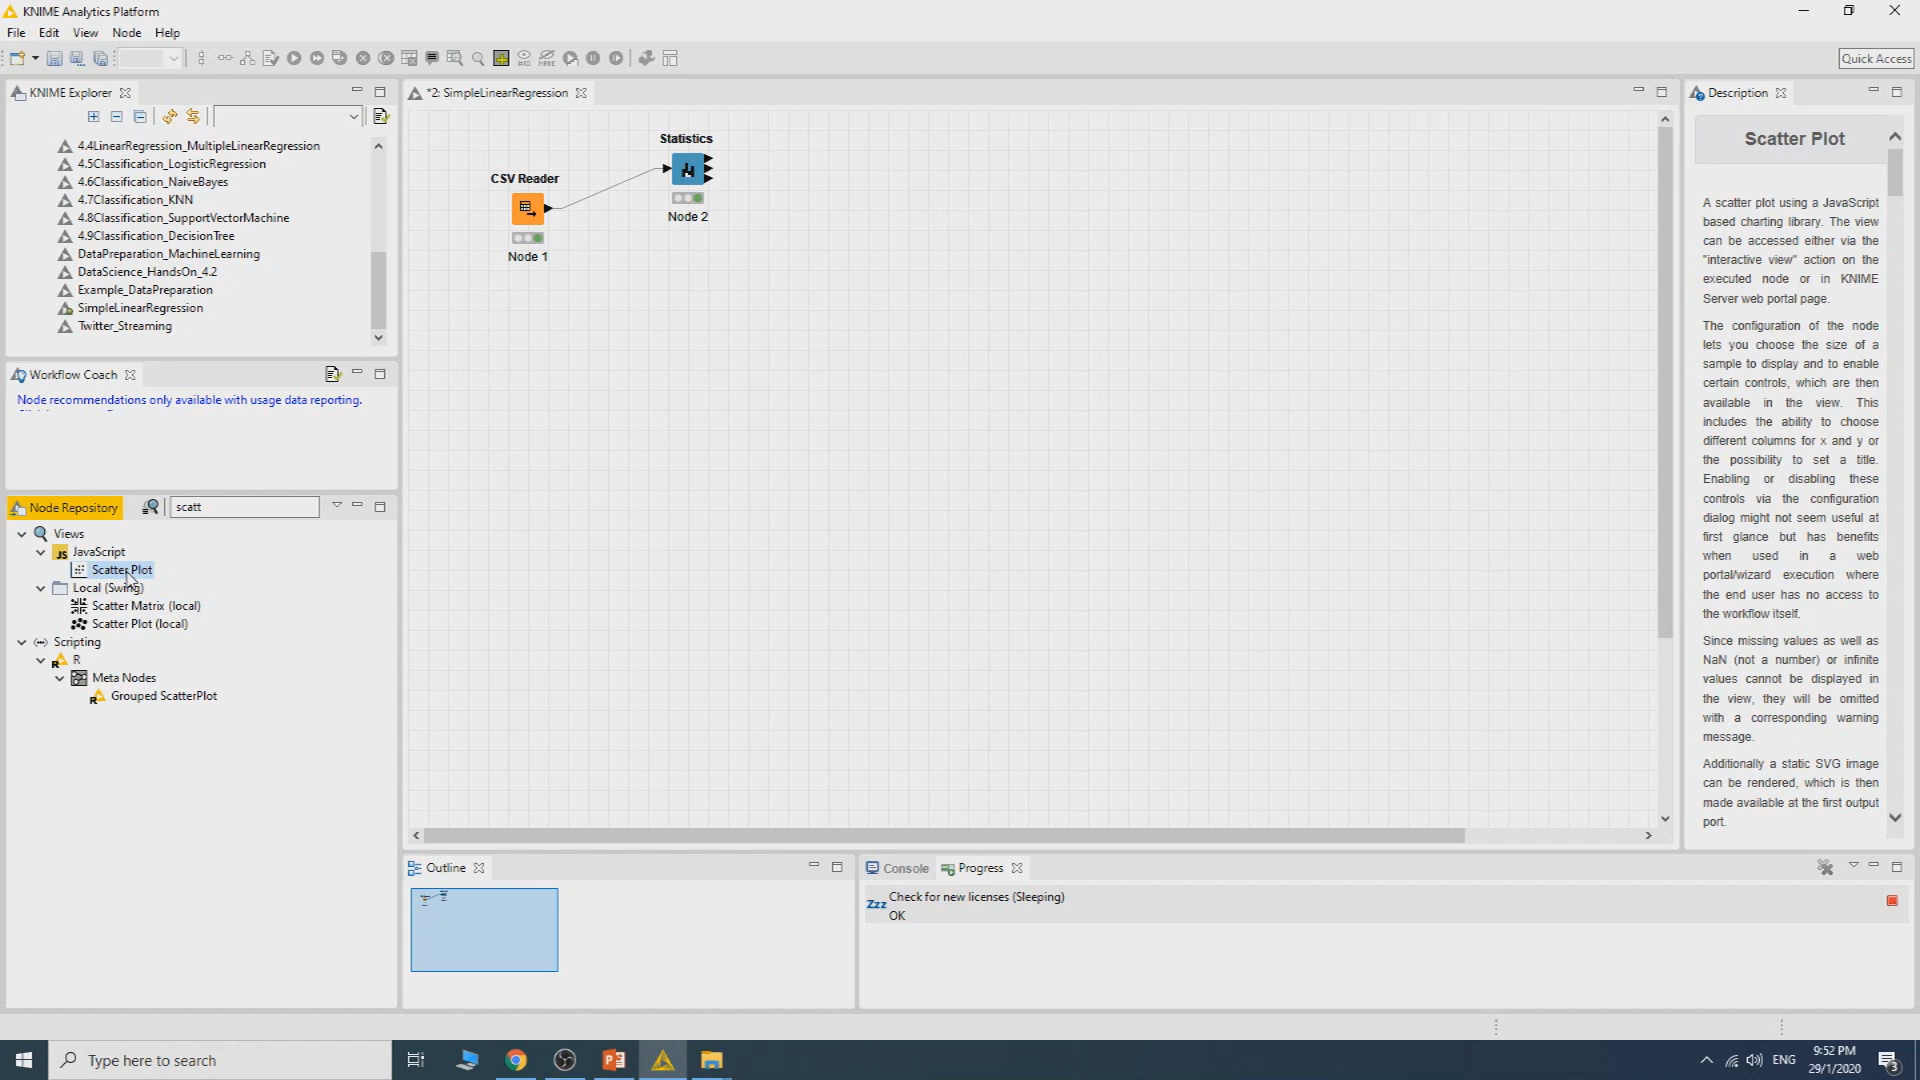 KNIME Analytics Platform
File Edit View Node Help
Quick Access
KNIME Explorer
4.4LinearRegression_MultipleLinearRegression
4.5Classification_LogisticRegression
4.6Classification_NaiveBayes
4.7Classification_KNN
4.8Classification_SupportVectorMachine
4.9Classification_DecisionTree
DataPreparation_MachineLearning
DataScience_HandsOn_4.2
Example_DataPreparation
SimpleLinearRegression
Twitter_Streaming
Workflow Coach
Node recommendations only available with usage data reporting.
Node Repository
scatt
Views
JavaScript
Scatter Plot
Local (Swing)
Scatter Matrix (local)
Scatter Plot (local)
Scripting
R
Meta Nodes
Grouped ScatterPlot
*2: SimpleLinearRegression
Statistics
Node 2
CSV Reader
Node 1
Outline
Console
Progress
Check for new licenses (Sleeping)
Zzz
OK
Description
Scatter Plot
A scatter plot using a JavaScript
based charting library. The view
can be accessed either via the
"interactive view" action on the
executed node or in KNIME
Server web portal page.
The configuration of the node
lets you choose the size of a
sample to display and to enable
certain controls, which are then
available in the view. This
includes the ability to choose
different columns for x and y or
the possibility to set a title.
Enabling or disabling these
controls via the configuration
dialog might not seem useful at
first glance but has benefits
when used in a web
portal/wizard execution where
the end user has no access to
the workflow itself.
Since missing values as well as
NaN (not a number) or infinite
values cannot be displayed in
the view, they will be omitted
with a corresponding warning
message.
Additionally a static SVG image
can be rendered, which is then
made available at the first output
port.
Type here to search
ENG
9:52 PM
29/1/2020
3